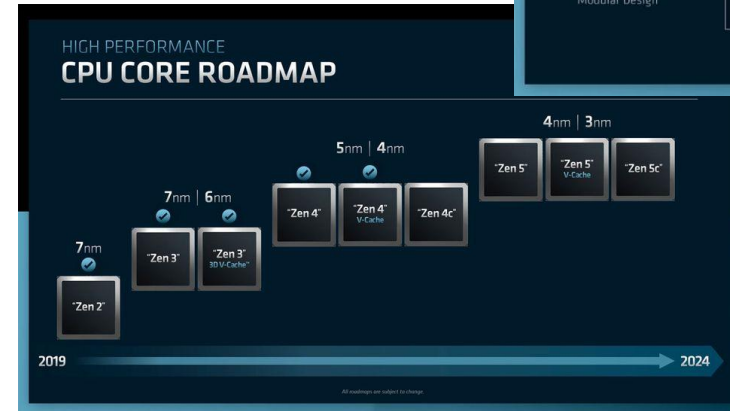 Modular Design
HIGH PERFORMANCE
CPU CORE ROADMAP
4nm | 3nm
"Zen 5"
"Zen 5"
V-Cache
"Zen 5c"
5nm | 4nm
"Zen 4"
"Zen 4"
V-Cache
"Zen 4c"
7nm | 6nm
"Zen 3"
"Zen 3"
3D V-Cache"
7nm
"Zen 2"
2019
2024
All roadmaps are subject to change.